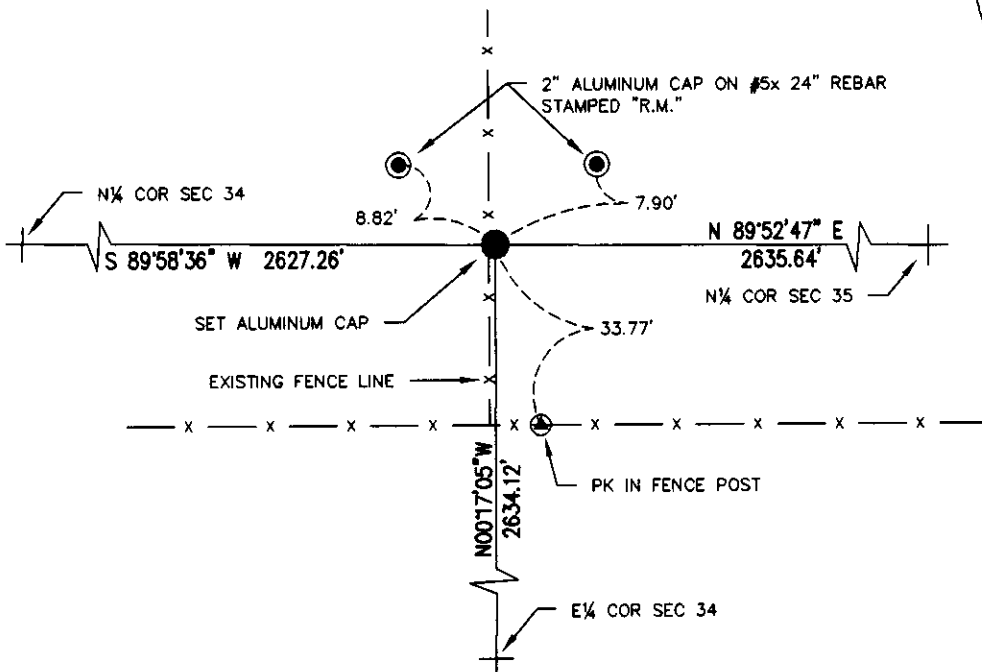 2" ALUMINUM CAP ON #5x 24" REBAR
STAMPED "R.M."
N¼ COR SEC 34
8.82'
7.90'
S 89°58'36" W 2627.26'
N 89°52'47" E
2635.64'
N¼ COR SEC 35
SET ALUMINUM CAP
33.77'
EXISTING FENCE LINE
PK IN FENCE POST
N00°17'05"W
2634.12'
E¼ COR SEC 34